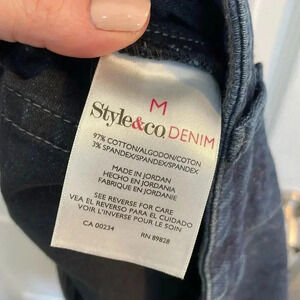 M
Style&co. DENIM
97% COTTON/ALGODON/COTON
3% SPANDEX/SPANDEX/SPANDEX
MADE IN JORDAN
HECHO EN JORDANIA
FABRIQUE EN JORDANIE
SEE REVERSE FOR CARE
VEA EL REVERSO PARA EL CUIDADO
VOIR L'INVERSE POUR LE SOIN
CA 00234 RN 89828